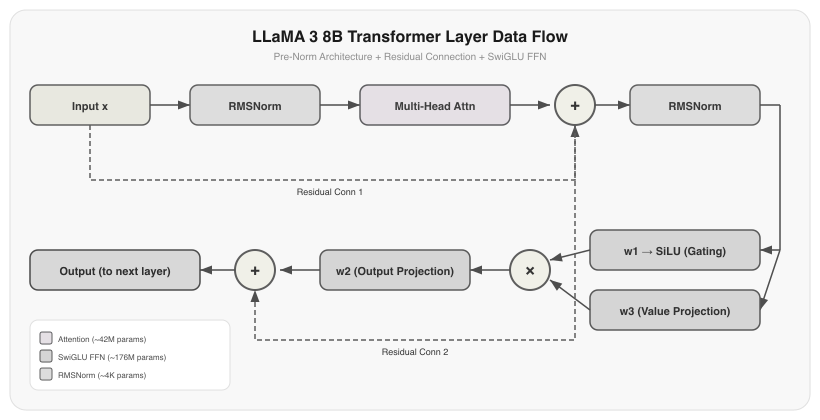 LLaMA 3 8B Transformer Layer Data Flow
Pre-Norm Architecture + Residual Connection + SwiGLU FFN
Input x
RMSNorm
Multi-Head Attn
+
RMSNorm
Residual Conn 1
w1 → SiLU (Gating)
Output (to next layer)
+
w2 (Output Projection)
×
w3 (Value Projection)
Residual Conn 2
Attention (~42M params)
SwiGLU FFN (~176M params)
RMSNorm (~4K params)